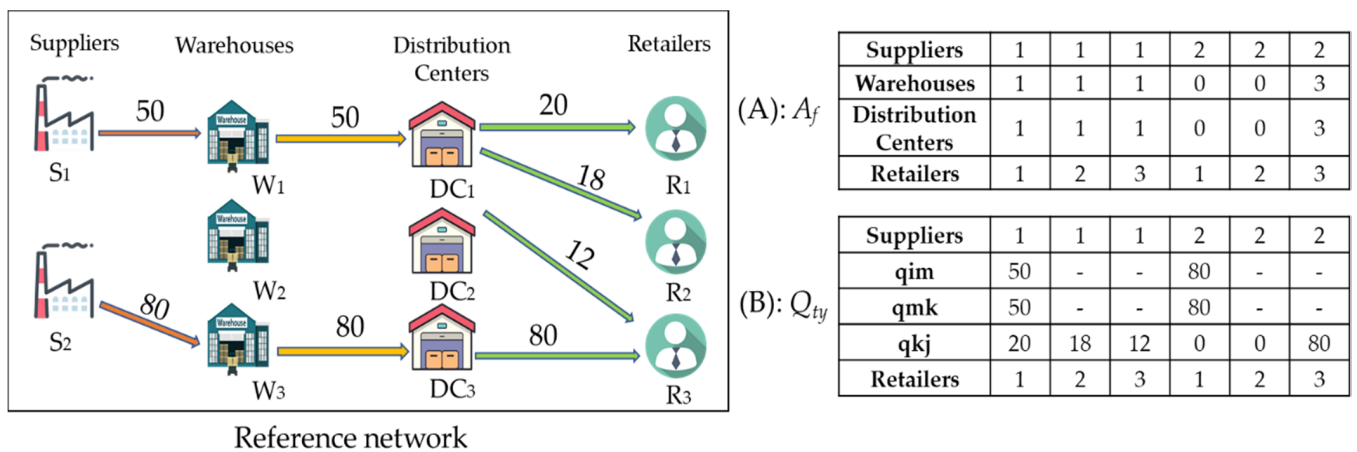 Suppliers Warehouses Distribution Centers Retailers
50 50 20
Warehouse
S1 W1 DC1 R1
18
Warehouse
12
W2 DC2 R2
80 80 80
Warehouse
S2 W3 DC3 R3
Reference network
(A): Af
Suppliers 1 1 1 2 2 2
Warehouses 1 1 1 0 0 3
Distribution Centers 1 1 1 0 0 3
Retailers 1 2 3 1 2 3
(B): Qty
Suppliers 1 1 1 2 2 2
qim 50 - - 80 - -
qmk 50 - - 80 - -
qkj 20 18 12 0 0 80
Retailers 1 2 3 1 2 3